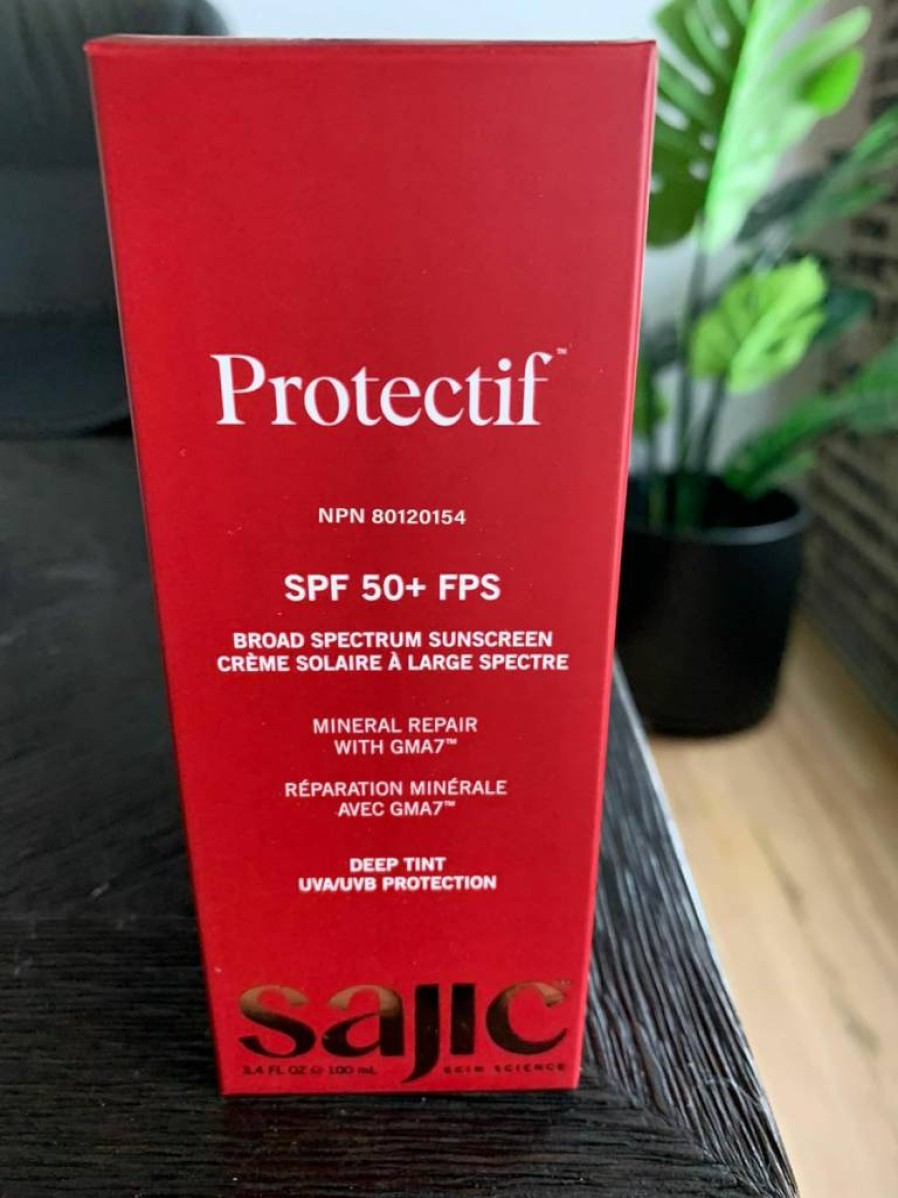 Protectif™
NPN 80120154
SPF 50+ FPS
BROAD SPECTRUM SUNSCREEN
CRÈME SOLAIRE À LARGE SPECTRE
MINERAL REPAIR
WITH GMA7™
RÉPARATION MINÉRALE
AVEC GMA7™
DEEP TINT
UVA/UVB PROTECTION
sajic™
3.4 FL OZ ℮ 100 mL SKIN SCIENCE